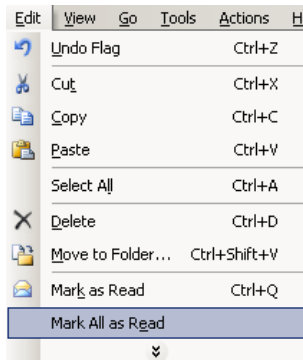 Edit View Go Tools Actions H
Undo Flag Ctrl+Z
Cut Ctrl+X
Copy Ctrl+C
Paste Ctrl+V
Select All Ctrl+A
Delete Ctrl+D
Move to Folder... Ctrl+Shift+V
Mark as Read Ctrl+Q
Mark All as Read